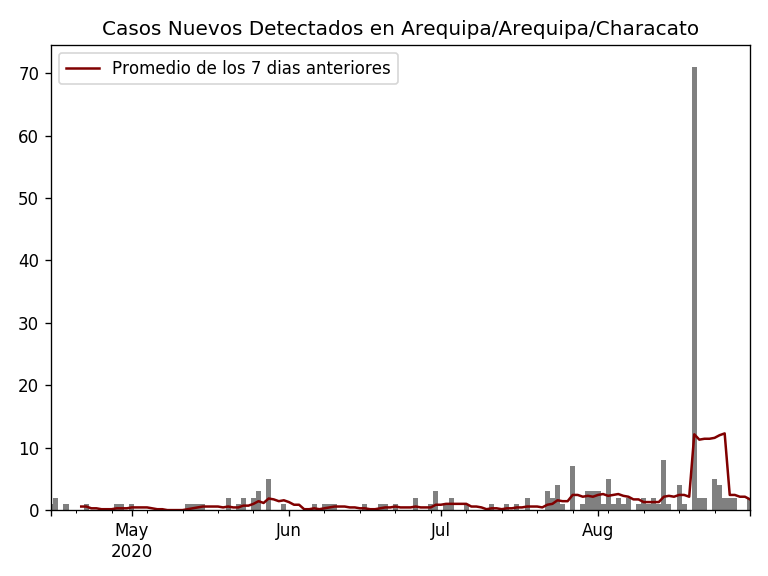 Casos Nuevos Detectados en Arequipa/Arequipa/Characato
Promedio de los 7 dias anteriores
70
60
50
40
30
20
10
0
May
2020
Jun
Jul
Aug